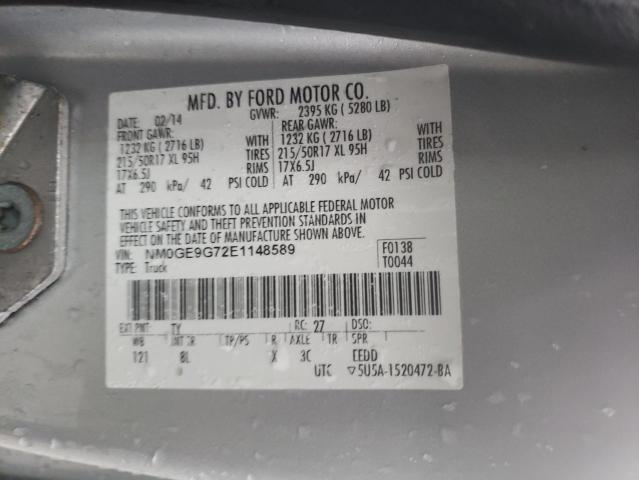 MFD. BY FORD MOTOR CO.
DATE: 02/14 GVWR: 2395 KG ( 5280 LB)
FRONT GAWR: REAR GAWR:
1232 KG ( 2716 LB) WITH 1232 KG ( 2716 LB) WITH
215/50R17 XL 95H TIRES 215/50R17 XL 95H TIRES
17X6.5J RIMS 17X6.5J RIMS
AT 290 kPa/ 42 PSI COLD AT 290 kPa/ 42 PSI COLD
THIS VEHICLE CONFORMS TO ALL APPLICABLE FEDERAL MOTOR
VEHICLE SAFETY AND THEFT PREVENTION STANDARDS IN
EFFECT ON THE DATE OF MANUFACTURE SHOWN ABOVE.
VIN: NM0GE9G72E1148589 F0138
TYPE: Truck T0044
EXT PNT: TY RC: 27 DSO:
WB INT TR TP/PS R AXLE TR SPR
121 8L X 3C EEDD
UTC ▽5U5A-1520472-BA